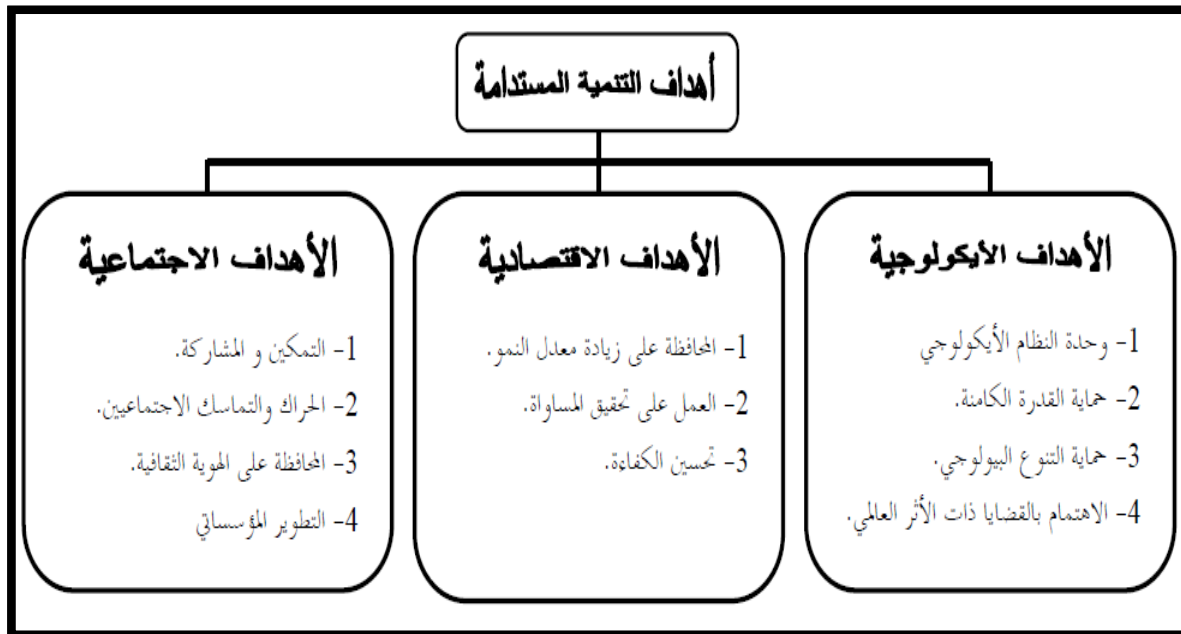 أهداف التنمية المستدامة
الأهداف الأيكولوجية
1- وحدة النظام الأيكولوجي
2- حماية القدرة الكامنة.
3- حماية التنوع البيولوجي.
4- الاهتمام بالقضايا ذات الأثر العالمي.
الأهداف الاقتصادية
1- المحافظة على زيادة معدل النمو.
2- العمل على تحقيق المساواة.
3- تحسين الكفاءة.
الأهداف الاجتماعية
1- التمكين و المشاركة.
2- الحراك والتماسك الاجتماعيين.
3- المحافظة على الهوية الثقافية.
4- التطوير المؤسساتي